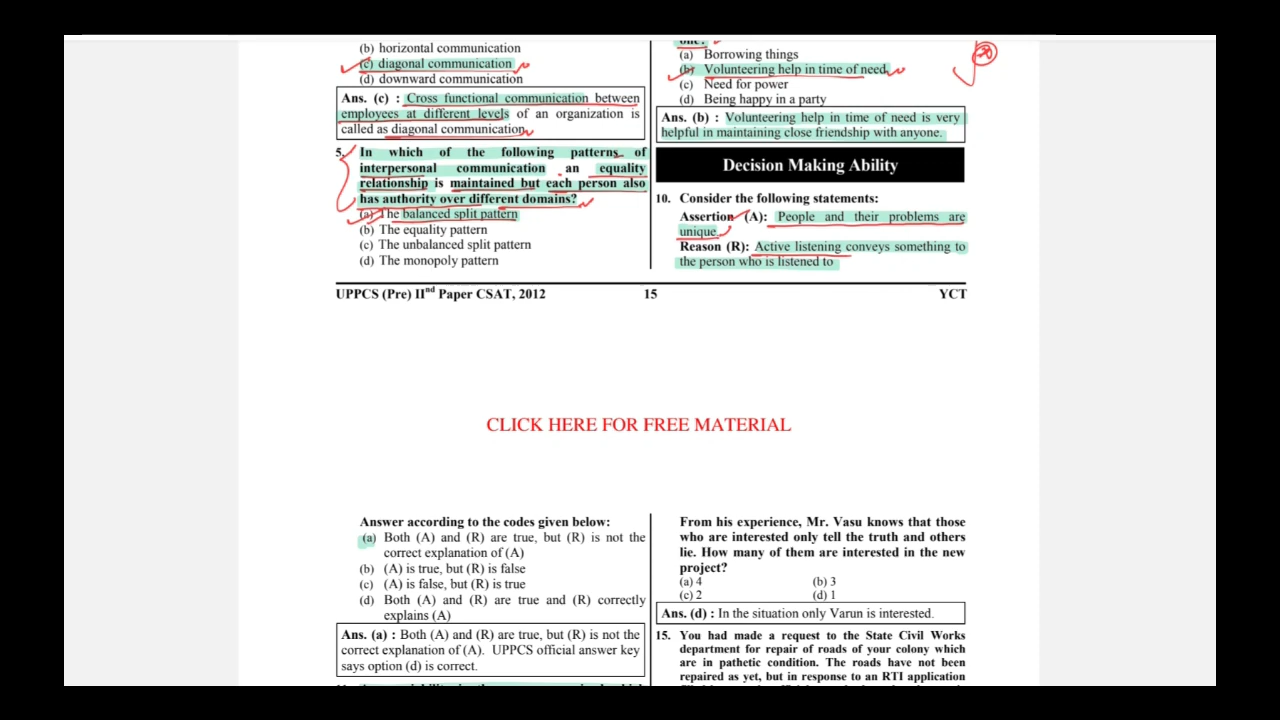 (b) horizontal communication
(c) diagonal communication
(d) downward communication
Ans. (c) : Cross functional communication between
employees at different levels of an organization is
called as diagonal communication
5. In which of the following patterns of
interpersonal communication an equality
relationship is maintained but each person also
has authority over different domains?
(a) The balanced split pattern
(b) The equality pattern
(c) The unbalanced split pattern
(d) The monopoly pattern
one?
(a) Borrowing things
(b) Volunteering help in time of need
(c) Need for power
(d) Being happy in a party
Ans. (b) : Volunteering help in time of need is very
helpful in maintaining close friendship with anyone.
Decision Making Ability
10. Consider the following statements:
Assertion (A): People and their problems are
unique.
Reason (R): Active listening conveys something to
the person who is listened to
UPPCS (Pre) IInd Paper CSAT, 2012 15 YCT
CLICK HERE FOR FREE MATERIAL
Answer according to the codes given below:
(a) Both (A) and (R) are true, but (R) is not the
correct explanation of (A)
(b) (A) is true, but (R) is false
(c) (A) is false, but (R) is true
(d) Both (A) and (R) are true and (R) correctly
explains (A)
Ans. (a) : Both (A) and (R) are true, but (R) is not the
correct explanation of (A). UPPCS official answer key
says option (d) is correct.
From his experience, Mr. Vasu knows that those
who are interested only tell the truth and others
lie. How many of them are interested in the new
project?
(a) 4 (b) 3
(c) 2 (d) 1
Ans. (d) : In the situation only Varun is interested.
15. You had made a request to the State Civil Works
department for repair of roads of your colony which
are in pathetic condition. The roads have not been
repaired as yet, but in response to an RTI application